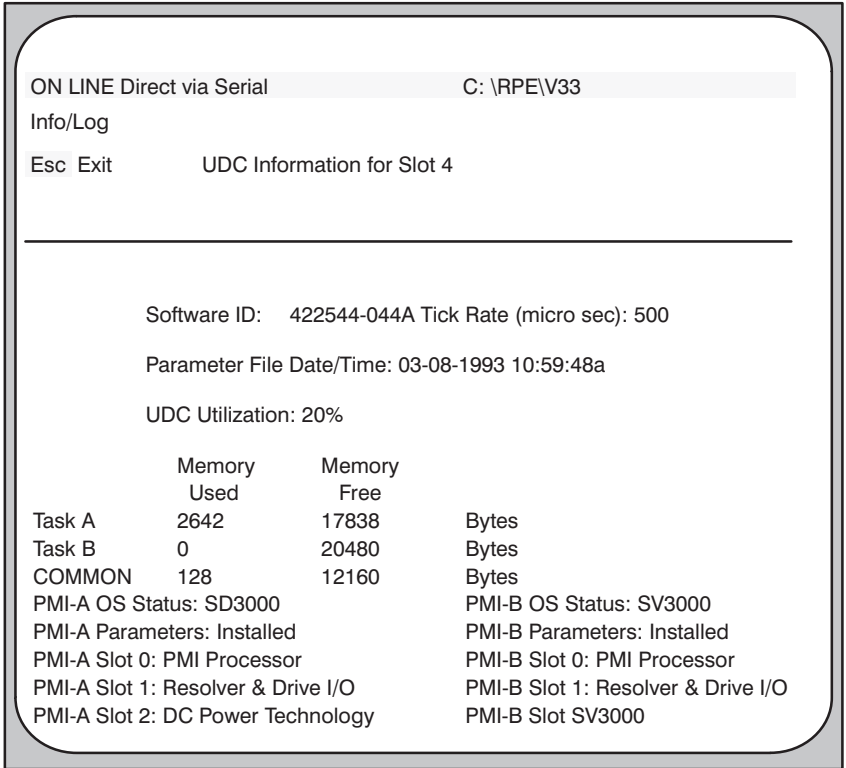 ON LINE Direct via Serial C: \RPE\V33
Info/Log
Esc Exit UDC Information for Slot 4
Software ID: 422544-044A Tick Rate (micro sec): 500
Parameter File Date/Time: 03-08-1993 10:59:48a
UDC Utilization: 20%
Memory Memory
Used Free
Task A 2642 17838 Bytes
Task B 0 20480 Bytes
COMMON 128 12160 Bytes
PMI-A OS Status: SD3000 PMI-B OS Status: SV3000
PMI-A Parameters: Installed PMI-B Parameters: Installed
PMI-A Slot 0: PMI Processor PMI-B Slot 0: PMI Processor
PMI-A Slot 1: Resolver & Drive I/O PMI-B Slot 1: Resolver & Drive I/O
PMI-A Slot 2: DC Power Technology PMI-B Slot SV3000